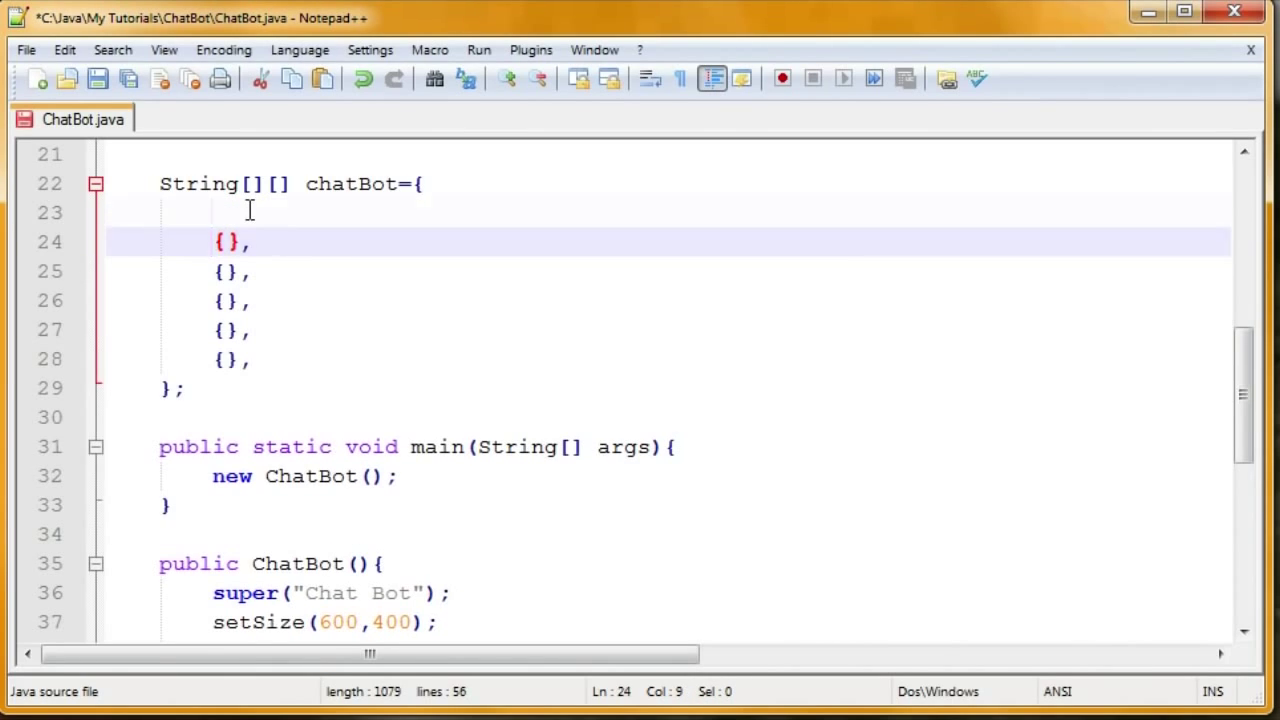 *C:\Java\My Tutorials\ChatBot\ChatBot.java - Notepad++
File Edit Search View Encoding Language Settings Macro Run Plugins Window ? X
ABC
ChatBot.java
21
22 String[][] chatBot={
23
24 {},
25 {},
26 {},
27 {},
28 {},
29 };
30
31 public static void main(String[] args){
32 new ChatBot();
33 }
34
35 public ChatBot(){
36 super("Chat Bot");
37 setSize(600,400);
Java source file length : 1079 lines : 56 Ln : 24 Col : 9 Sel : 0 Dos\Windows ANSI INS